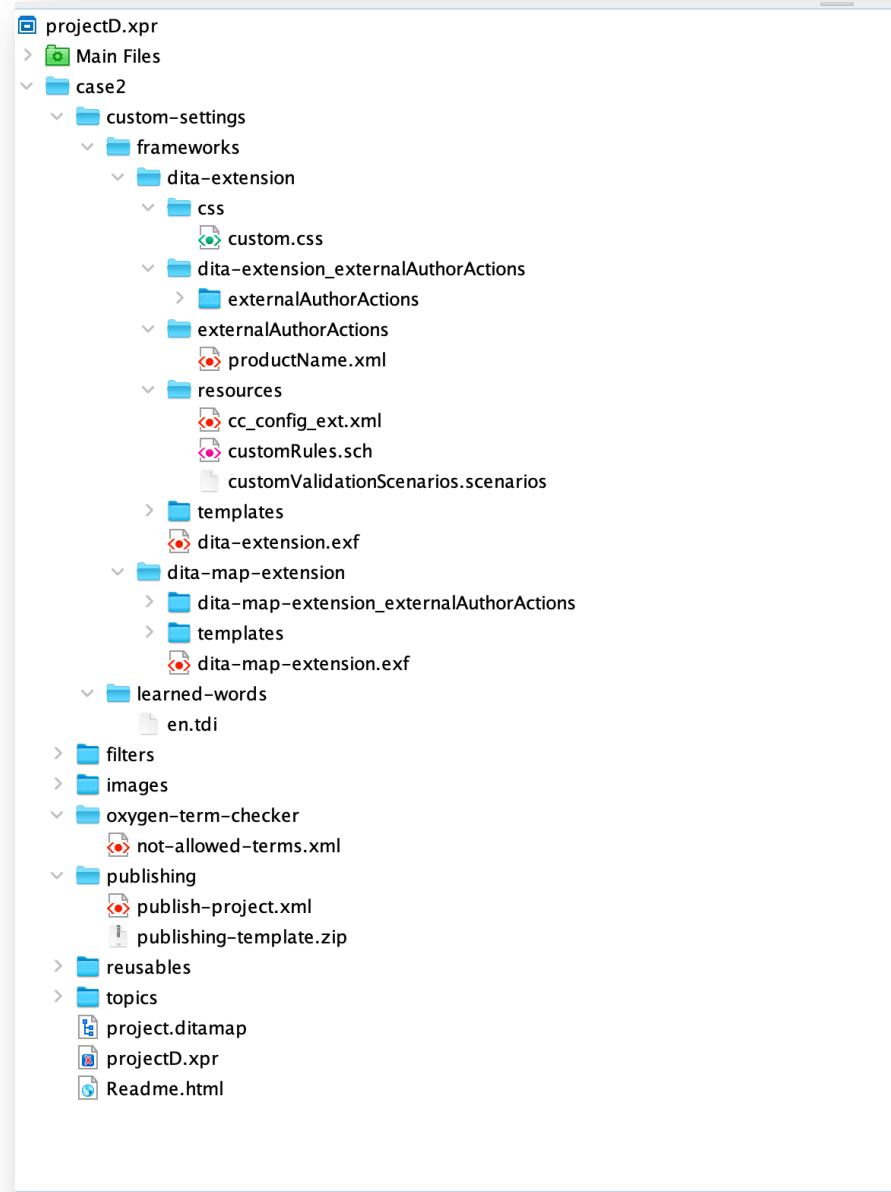 projectD.xpr
Main Files
case2
custom-settings
frameworks
dita-extension
css
custom.css
dita-extension_externalAuthorActions
externalAuthorActions
externalAuthorActions
productName.xml
resources
cc_config_ext.xml
customRules.sch
customValidationScenarios.scenarios
templates
dita-extension.exf
dita-map-extension
dita-map-extension_externalAuthorActions
templates
dita-map-extension.exf
learned-words
en.tdi
filters
images
oxygen-term-checker
not-allowed-terms.xml
publishing
publish-project.xml
publishing-template.zip
reusables
topics
project.ditamap
projectD.xpr
Readme.html